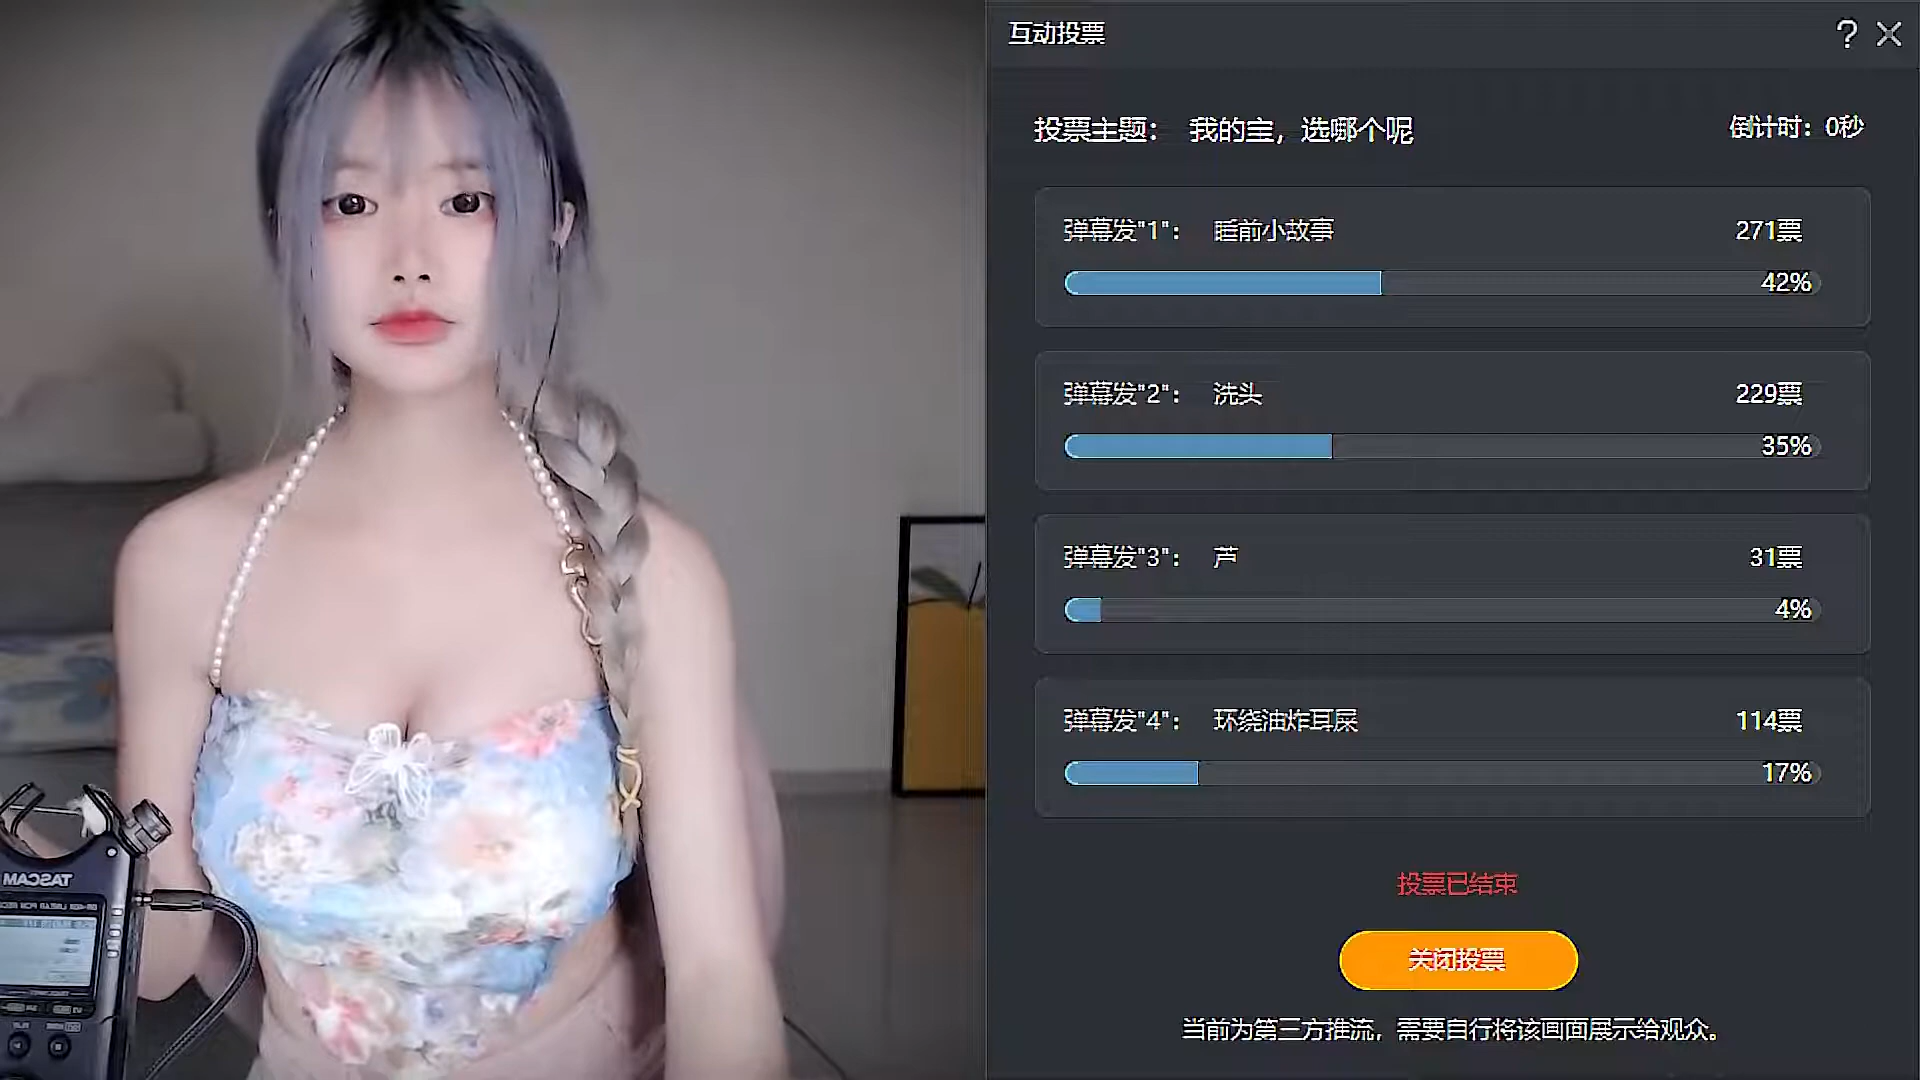 互动投票
?
投票主题： 我的宝，选哪个呢
倒计时：0秒
弹幕发"1"： 睡前小故事
271票
42%
弹幕发"2"： 洗头
229票
35%
弹幕发"3"： 芦
31票
4%
弹幕发"4"： 环绕油炸耳屎
114票
17%
投票已结束
关闭投票
当前为第三方推流，需要自行将该画面展示给观众。
TASCAM